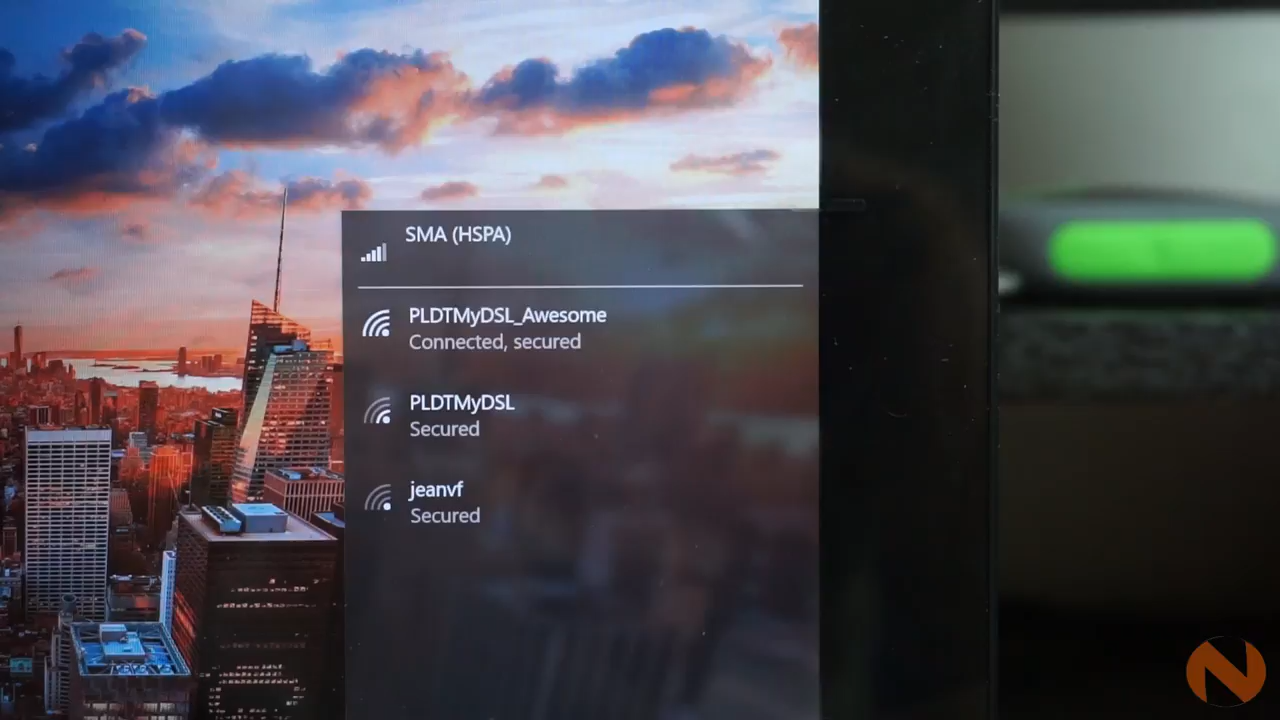 SMA (HSPA)
PLDTMyDSL_Awesome
Connected, secured
PLDTMyDSL
Secured
jeanvf
Secured